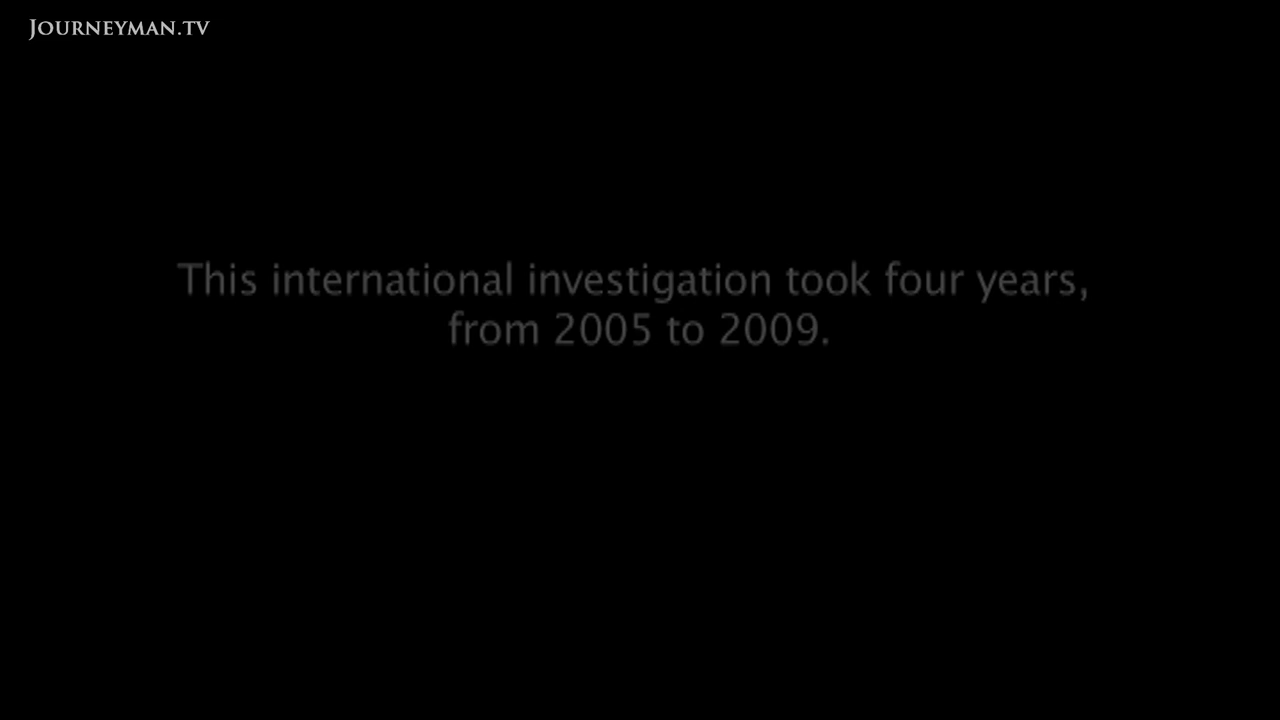 JOURNEYMAN.TV
This international investigation took four years,
from 2005 to 2009.